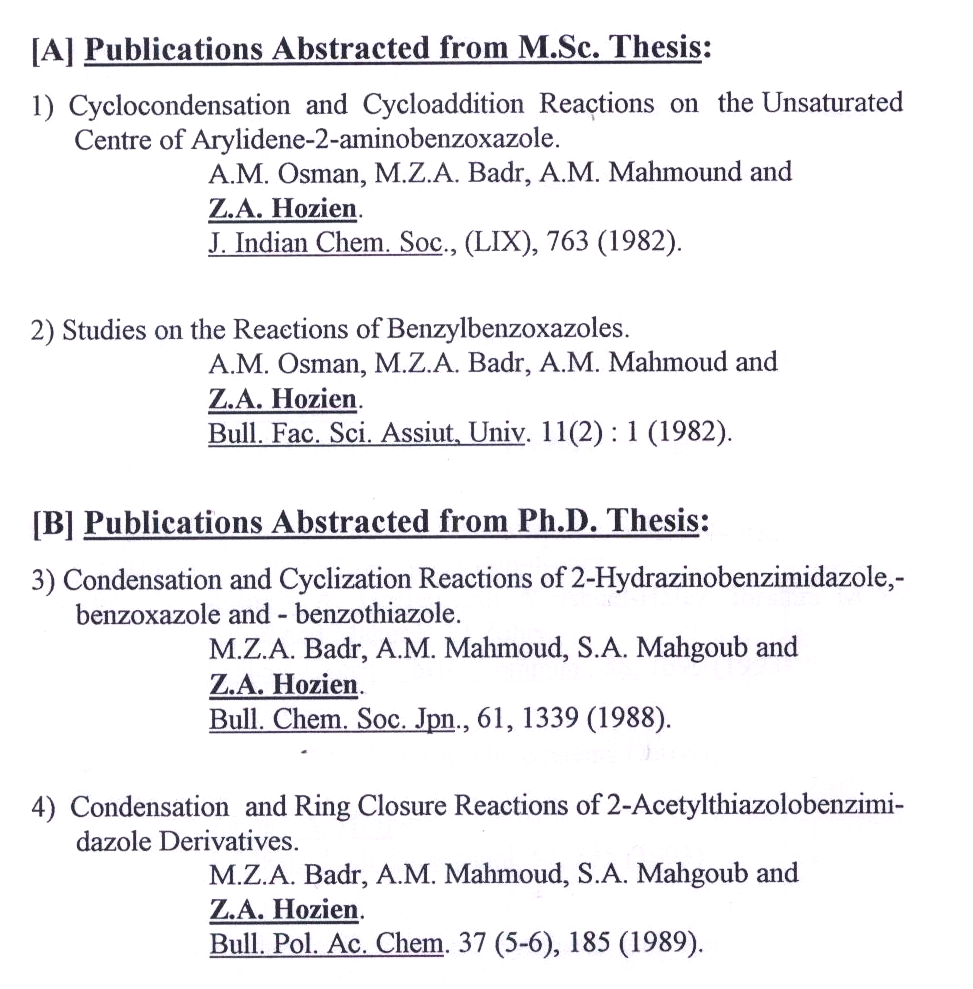 [A] Publications Abstracted from M.Sc. Thesis:
1) Cyclocondensation and Cycloaddition Reactions on the Unsaturated
Centre of Arylidene-2-aminobenzoxazole.
A.M. Osman, M.Z.A. Badr, A.M. Mahmound and
Z.A. Hozien.
J. Indian Chem. Soc., (LIX), 763 (1982).
2) Studies on the Reactions of Benzylbenzoxazoles.
A.M. Osman, M.Z.A. Badr, A.M. Mahmoud and
Z.A. Hozien.
Bull. Fac. Sci. Assiut, Univ. 11(2) : 1 (1982).
[B] Publications Abstracted from Ph.D. Thesis:
3) Condensation and Cyclization Reactions of 2-Hydrazinobenzimidazole,-
benzoxazole and - benzothiazole.
M.Z.A. Badr, A.M. Mahmoud, S.A. Mahgoub and
Z.A. Hozien.
Bull. Chem. Soc. Jpn., 61, 1339 (1988).
4) Condensation and Ring Closure Reactions of 2-Acetylthiazolobenzimi-
dazole Derivatives.
M.Z.A. Badr, A.M. Mahmoud, S.A. Mahgoub and
Z.A. Hozien.
Bull. Pol. Ac. Chem. 37 (5-6), 185 (1989).